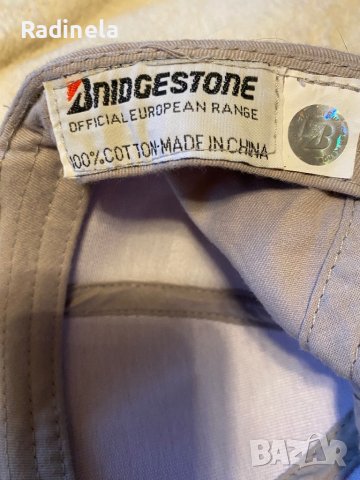 Radinela
BRIDGESTONE
OFFICIAL EUROPEAN RANGE
100% COTTON-MADE IN CHINA
B
BAZAR